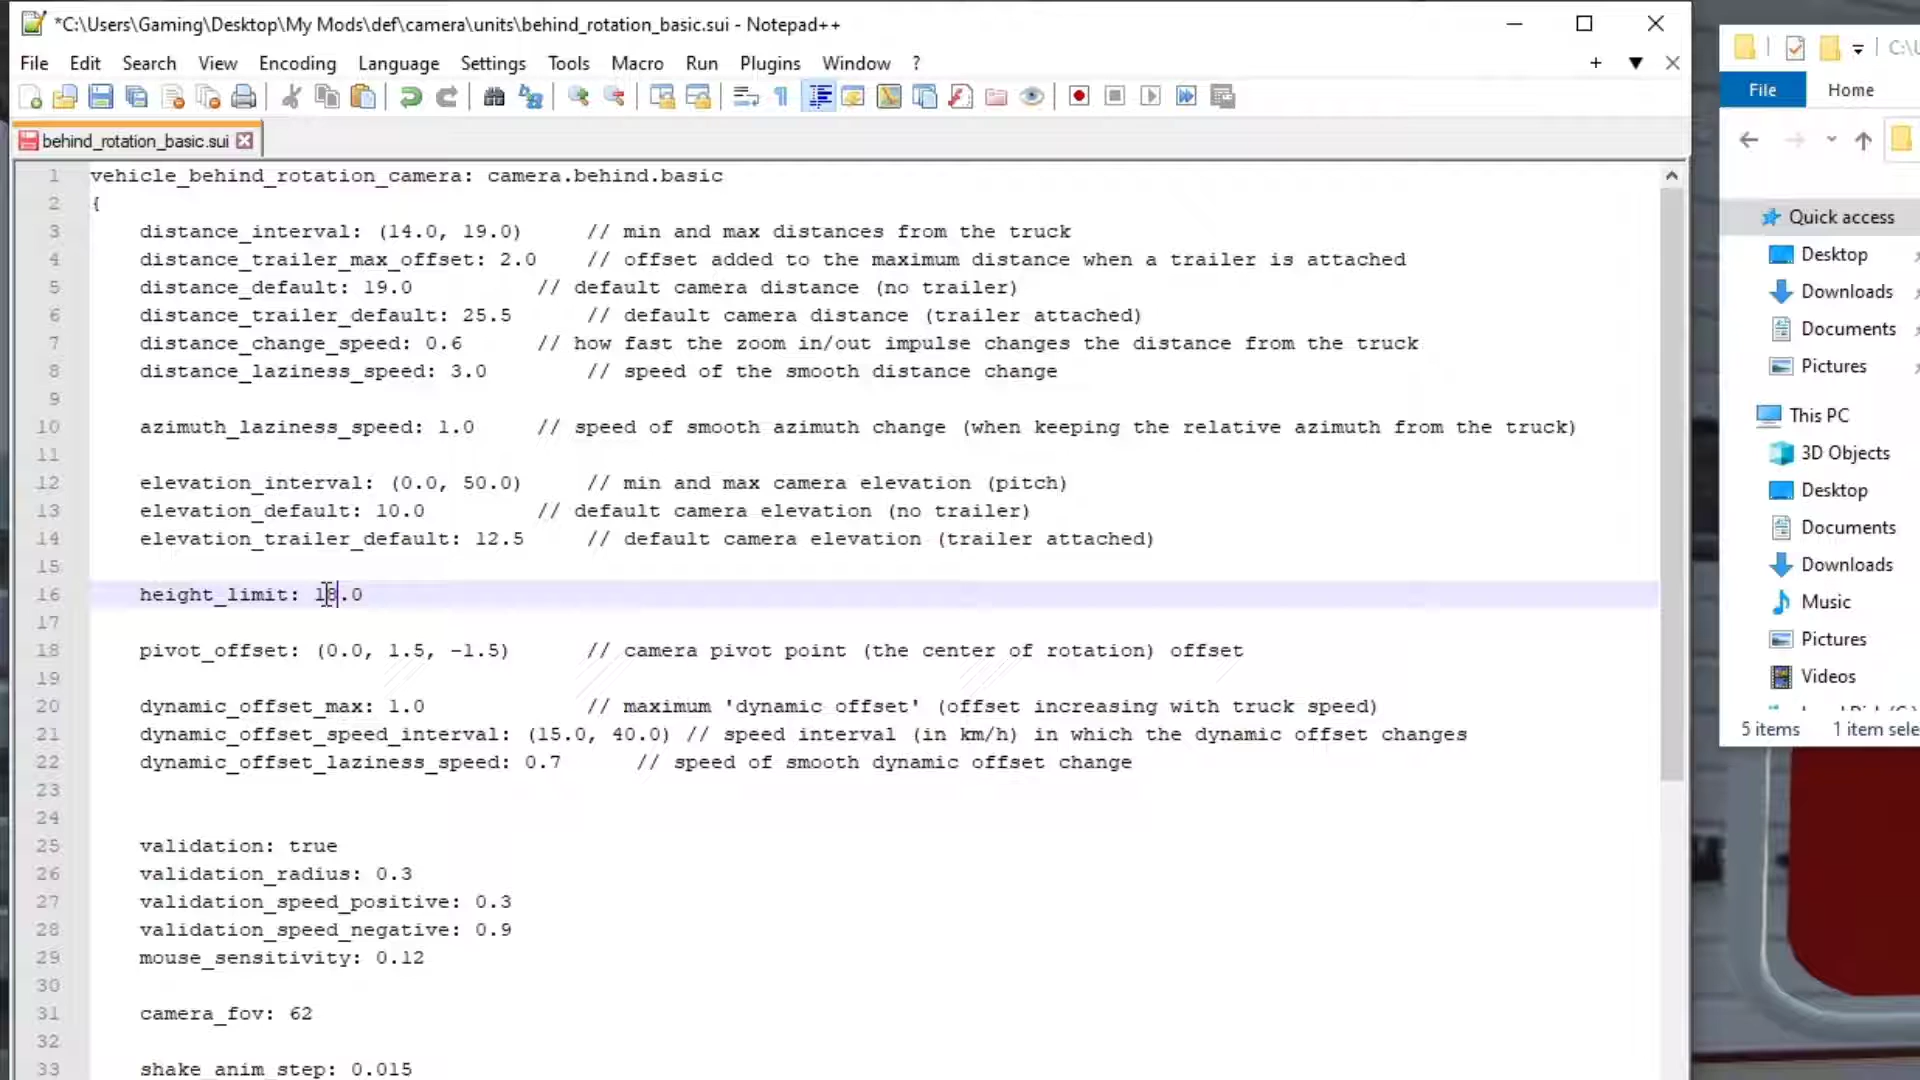 *C:\Users\Gaming\Desktop\My Mods\def\camera\units\behind_rotation_basic.sui - Notepad++
File Edit Search View Encoding Language Settings Tools Macro Run Plugins Window ?
behind_rotation_basic.sui
1 vehicle_behind_rotation_camera: camera.behind.basic
2 {
3 distance_interval: (14.0, 19.0) // min and max distances from the truck
4 distance_trailer_max_offset: 2.0 // offset added to the maximum distance when a trailer is attached
5 distance_default: 19.0 // default camera distance (no trailer)
6 distance_trailer_default: 25.5 // default camera distance (trailer attached)
7 distance_change_speed: 0.6 // how fast the zoom in/out impulse changes the distance from the truck
8 distance_laziness_speed: 3.0 // speed of the smooth distance change
9
10 azimuth_laziness_speed: 1.0 // speed of smooth azimuth change (when keeping the relative azimuth from the truck)
11
12 elevation_interval: (0.0, 50.0) // min and max camera elevation (pitch)
13 elevation_default: 10.0 // default camera elevation (no trailer)
14 elevation_trailer_default: 12.5 // default camera elevation (trailer attached)
15
16 height_limit: 18.0
17
18 pivot_offset: (0.0, 1.5, -1.5) // camera pivot point (the center of rotation) offset
19
20 dynamic_offset_max: 1.0 // maximum 'dynamic offset' (offset increasing with truck speed)
21 dynamic_offset_speed_interval: (15.0, 40.0) // speed interval (in km/h) in which the dynamic offset changes
22 dynamic_offset_laziness_speed: 0.7 // speed of smooth dynamic offset change
23
24
25 validation: true
26 validation_radius: 0.3
27 validation_speed_positive: 0.3
28 validation_speed_negative: 0.9
29 mouse_sensitivity: 0.12
30
31 camera_fov: 62
32
33 shake_anim_step: 0.015
File Home
Quick access
Desktop
Downloads
Documents
Pictures
This PC
3D Objects
Desktop
Documents
Downloads
Music
Pictures
Videos
5 items 1 item sele